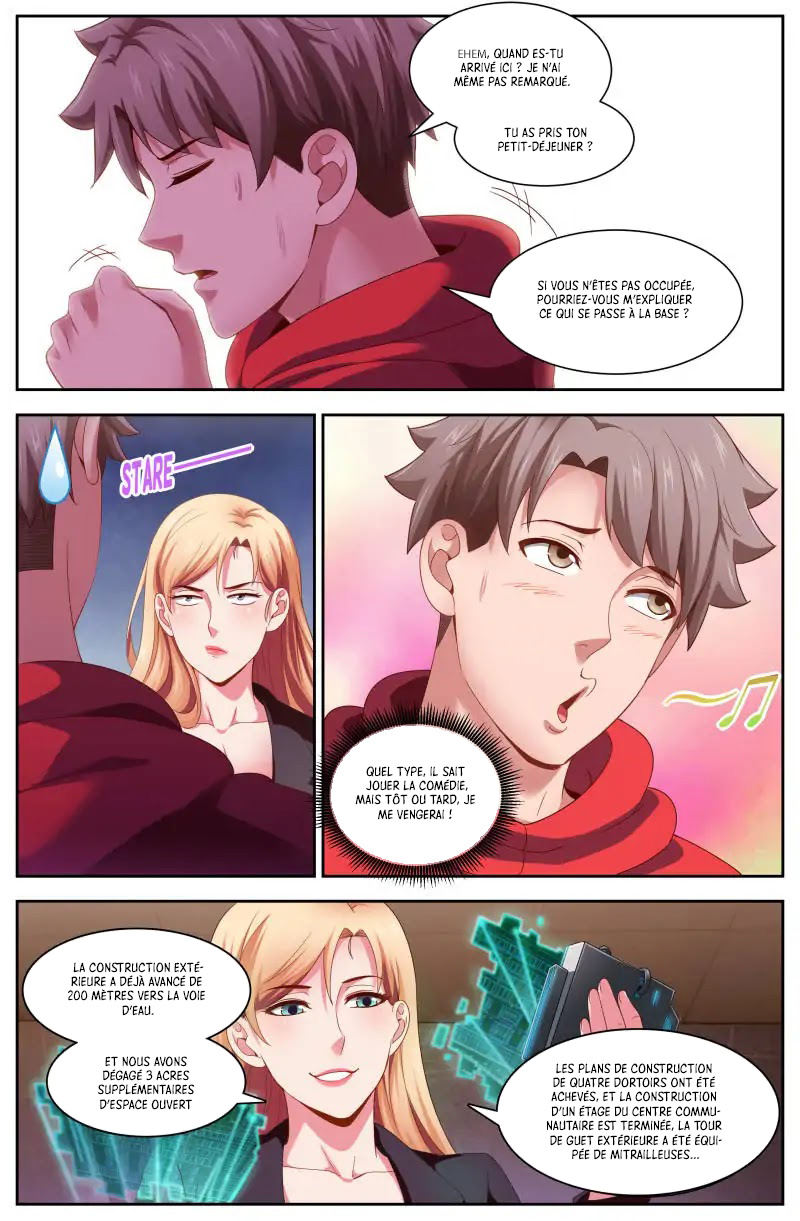 EHEM, QUAND ES-TU
ARRIVÉ ICI ? JE N'AI
MÊME PAS REMARQUÉ.
TU AS PRIS TON
PETIT-DÉJEUNER ?
SI VOUS N'ÊTES PAS OCCUPÉE,
POURRIEZ-VOUS M'EXPLIQUER
CE QUI SE PASSE À LA BASE ?
STARE
QUEL TYPE, IL SAIT
JOUER LA COMÉDIE,
MAIS TÔT OU TARD, JE
ME VENGERAI !
LA CONSTRUCTION EXTÉ-
RIEURE A DÉJÀ AVANCÉ DE
200 MÈTRES VERS LA VOIE
D'EAU.
ET NOUS AVONS
DÉGAGÉ 3 ACRES
SUPPLÉMENTAIRES
D'ESPACE OUVERT
LES PLANS DE CONSTRUCTION
DE QUATRE DORTOIRS ONT ÉTÉ
ACHEVÉS, ET LA CONSTRUCTION
D'UN ÉTAGE DU CENTRE COMMU-
NAUTAIRE EST TERMINÉE, LA TOUR
DE GUET EXTÉRIEURE A ÉTÉ ÉQUI-
PÉE DE MITRAILLEUSES...